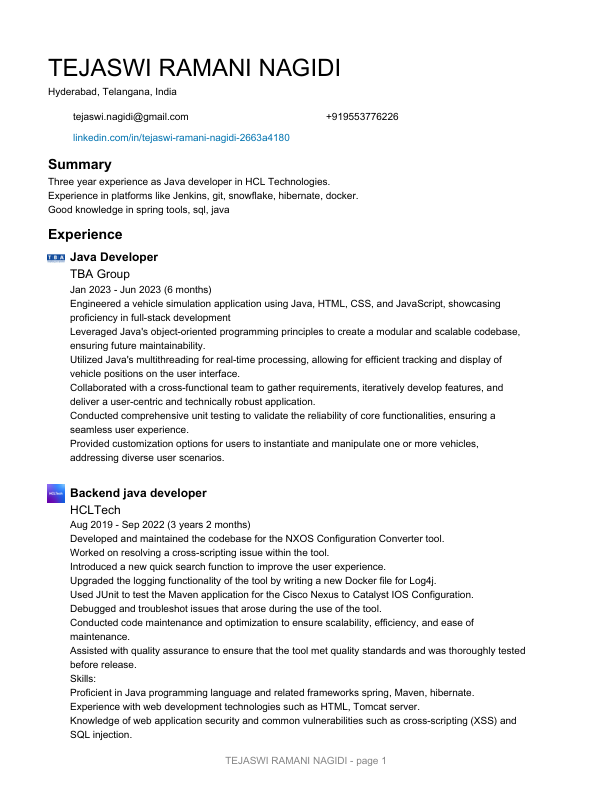 TEJASWI RAMANI NAGIDI
Hyderabad, Telangana, India
tejaswi.nagidi@gmail.com +919553776226
linkedin.com/in/tejaswi-ramani-nagidi-2663a4180
Summary
Three year experience as Java developer in HCL Technologies.
Experience in platforms like Jenkins, git, snowflake, hibernate, docker.
Good knowledge in spring tools, sql, java
Experience
TBA Java Developer
TBA Group
Jan 2023 - Jun 2023 (6 months)
Engineered a vehicle simulation application using Java, HTML, CSS, and JavaScript, showcasing
proficiency in full-stack development
Leveraged Java's object-oriented programming principles to create a modular and scalable codebase,
ensuring future maintainability.
Utilized Java's multithreading for real-time processing, allowing for efficient tracking and display of
vehicle positions on the user interface.
Collaborated with a cross-functional team to gather requirements, iteratively develop features, and
deliver a user-centric and technically robust application.
Conducted comprehensive unit testing to validate the reliability of core functionalities, ensuring a
seamless user experience.
Provided customization options for users to instantiate and manipulate one or more vehicles,
addressing diverse user scenarios.
HCLTech Backend java developer
HCLTech
Aug 2019 - Sep 2022 (3 years 2 months)
Developed and maintained the codebase for the NXOS Configuration Converter tool.
Worked on resolving a cross-scripting issue within the tool.
Introduced a new quick search function to improve the user experience.
Upgraded the logging functionality of the tool by writing a new Docker file for Log4j.
Used JUnit to test the Maven application for the Cisco Nexus to Catalyst IOS Configuration.
Debugged and troubleshot issues that arose during the use of the tool.
Conducted code maintenance and optimization to ensure scalability, efficiency, and ease of
maintenance.
Assisted with quality assurance to ensure that the tool met quality standards and was thoroughly tested
before release.
Skills:
Proficient in Java programming language and related frameworks spring, Maven, hibernate.
Experience with web development technologies such as HTML, Tomcat server.
Knowledge of web application security and common vulnerabilities such as cross-scripting (XSS) and
SQL injection.
TEJASWI RAMANI NAGIDI - page 1